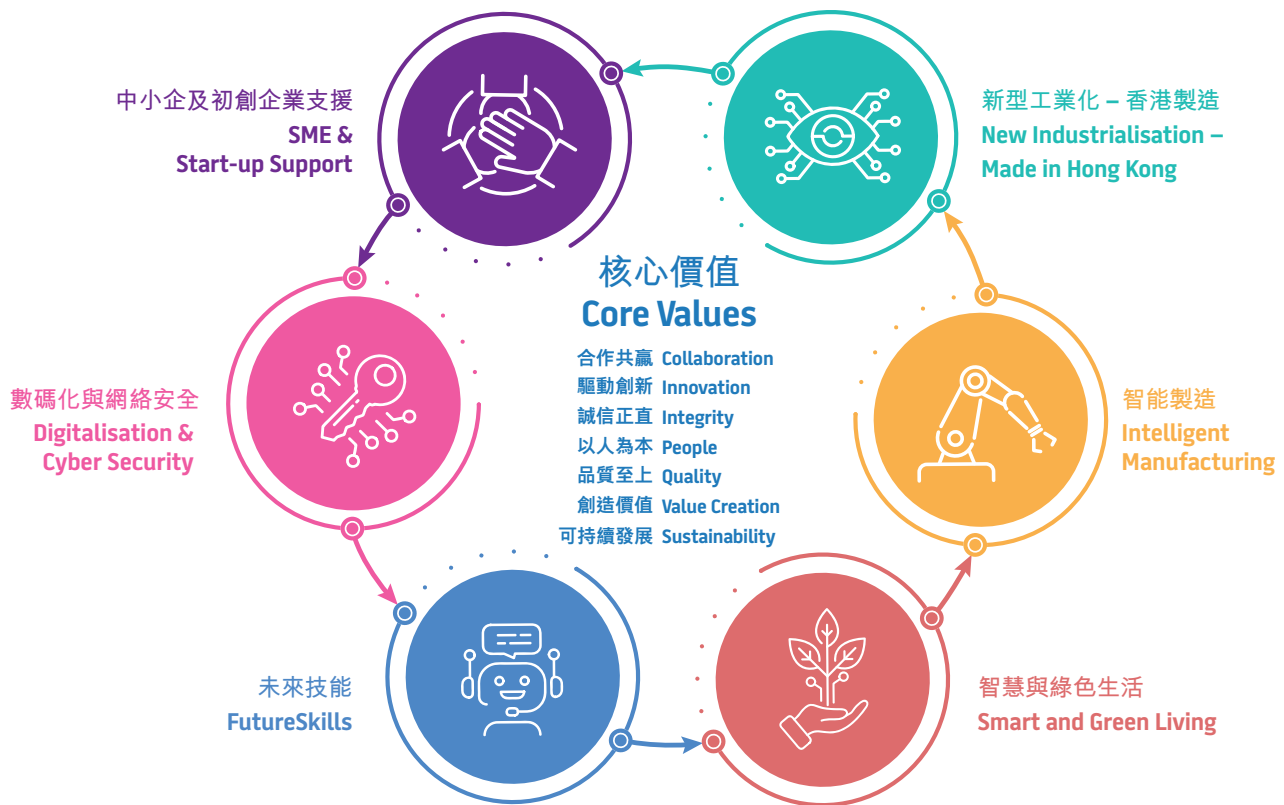 中小企及初創企業支援
SME &
Start-up Support
新型工業化 – 香港製造
New Industrialisation –
Made in Hong Kong
核心價值
Core Values
合作共贏 Collaboration
驅動創新 Innovation
誠信正直 Integrity
以人為本 People
品質至上 Quality
創造價值 Value Creation
可持續發展 Sustainability
數碼化與網絡安全
Digitalisation &
Cyber Security
智能製造
Intelligent
Manufacturing
未來技能
FutureSkills
智慧與綠色生活
Smart and Green Living